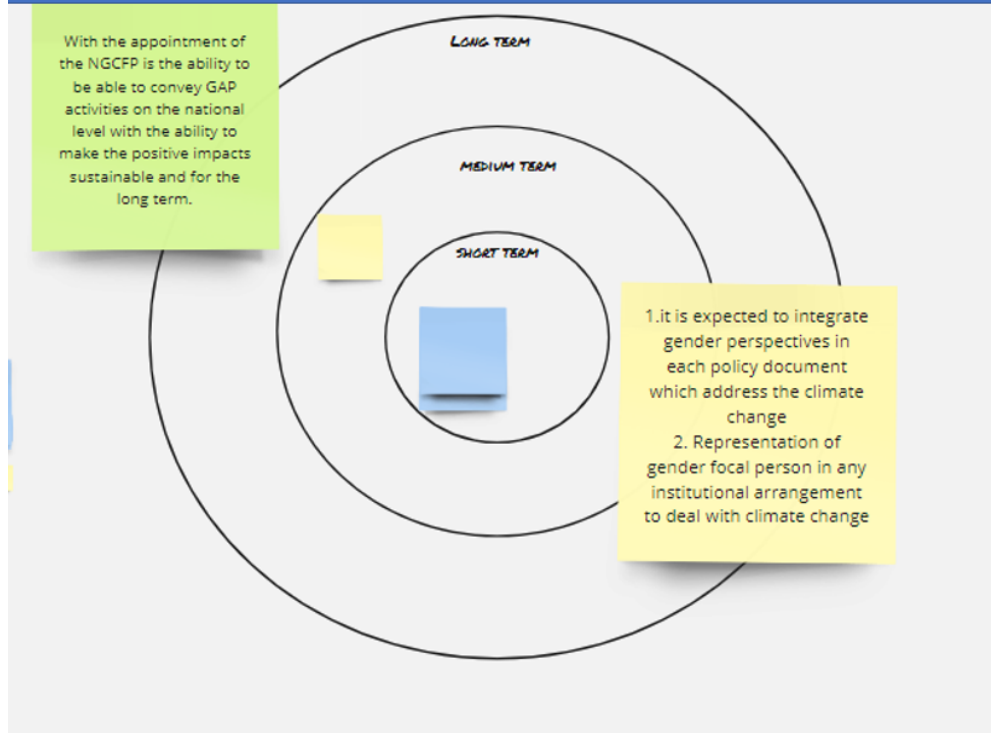 With the appointment of
the NGCFP is the ability to
be able to convey GAP
activities on the national
level with the ability to
make the positive impacts
sustainable and for the
long term.
LONG TERM
MEDIUM TERM
SHORT TERM
1.it is expected to integrate
gender perspectives in
each policy document
which address the climate
change
2. Representation of
gender focal person in any
institutional arrangement
to deal with climate change